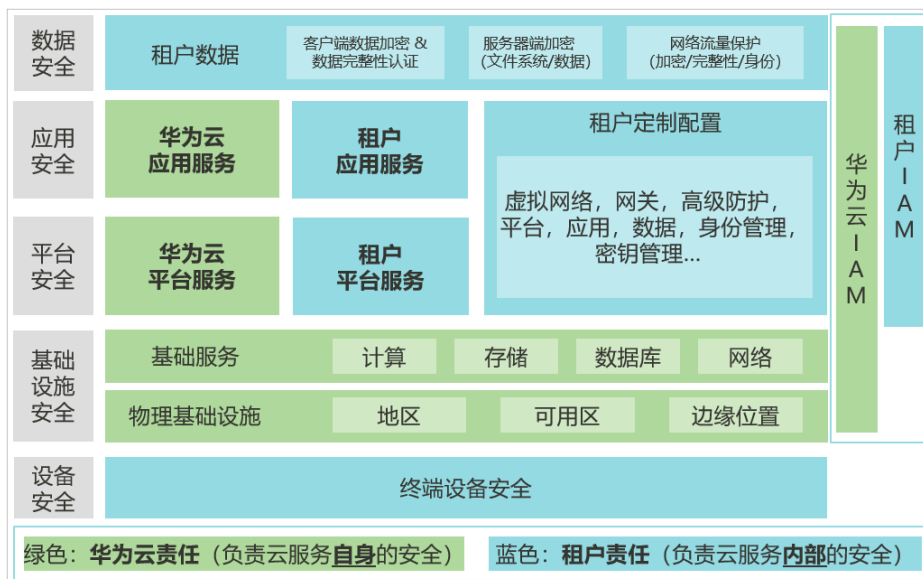 数据
安全
租户数据
客户端数据加密 &
数据完整性认证
服务器端加密
(文件系统/数据)
网络流量保护
(加密/完整性/身份)
应用
安全
华为云
应用服务
租户
应用服务
租户定制配置
虚拟网络，网关，高级防护，
平台，应用，数据，身份管理，
密钥管理...
平台
安全
华为云
平台服务
租户
平台服务
基础
设施
安全
基础服务
计算
存储
数据库
网络
物理基础设施
地区
可用区
边缘位置
设备
安全
终端设备安全
华为云IAM
租户IAM
绿色：华为云责任（负责云服务自身的安全）
蓝色：租户责任（负责云服务内部的安全）